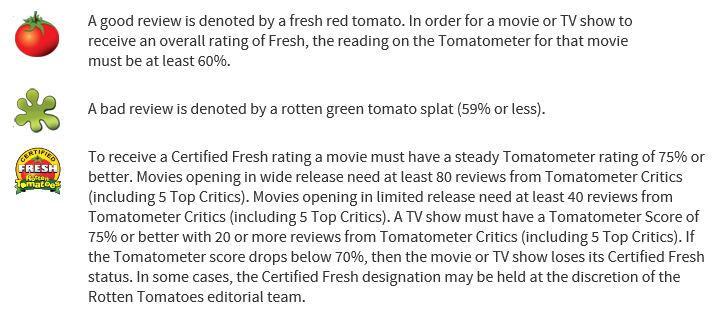 A good review is denoted by a fresh red tomato. In order for a movie or TV show to
receive an overall rating of Fresh, the reading on the Tomatometer for that movie
must be at least 60%.
A bad review is denoted by a rotten green tomato splat (59% or less).
CERTIFIED
FRESH
Rotten
Tomatoes
To receive a Certified Fresh rating a movie must have a steady Tomatometer rating of 75% or
better. Movies opening in wide release need at least 80 reviews from Tomatometer Critics
(including 5 Top Critics). Movies opening in limited release need at least 40 reviews from
Tomatometer Critics (including 5 Top Critics). A TV show must have a Tomatometer Score of
75% or better with 20 or more reviews from Tomatometer Critics (including 5 Top Critics). If
the Tomatometer score drops below 70%, then the movie or TV show loses its Certified Fresh
status. In some cases, the Certified Fresh designation may be held at the discretion of the
Rotten Tomatoes editorial team.